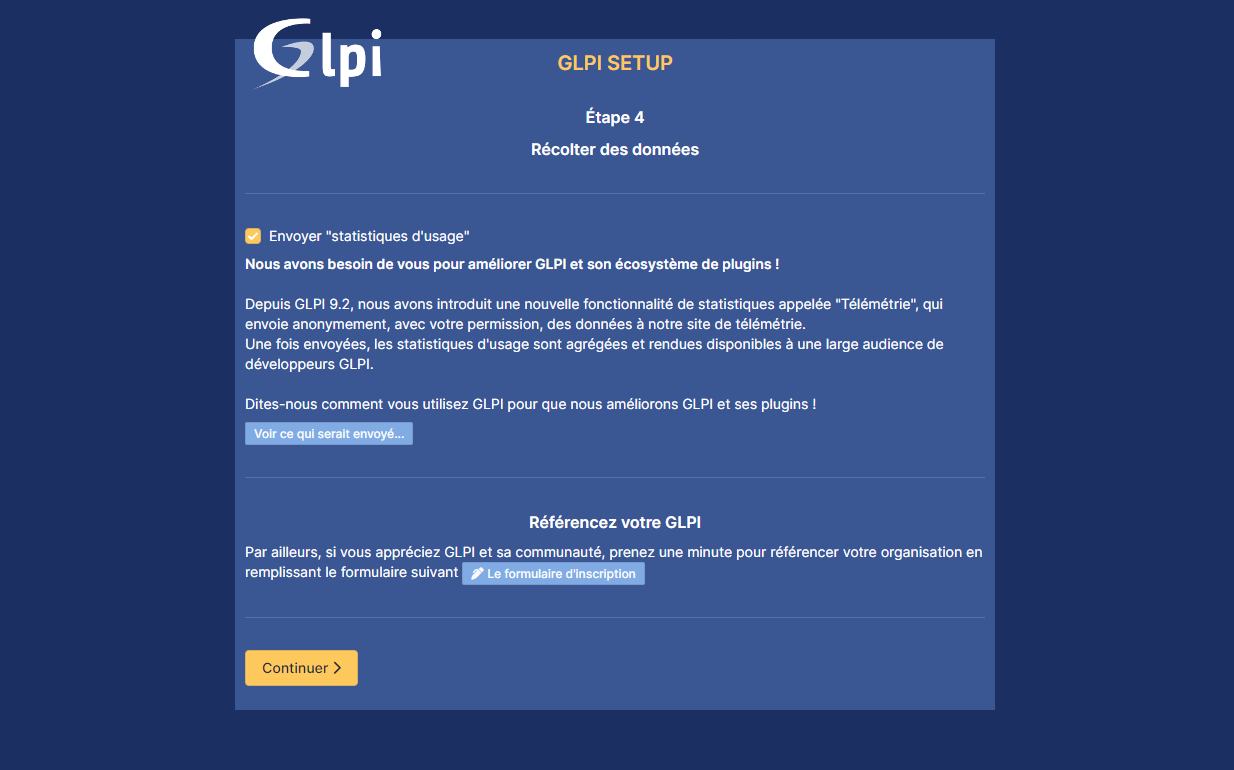 Glpi
GLPI SETUP
Étape 4
Récolter des données
Envoyer "statistiques d'usage"
Nous avons besoin de vous pour améliorer GLPI et son écosystème de plugins !
Depuis GLPI 9.2, nous avons introduit une nouvelle fonctionnalité de statistiques appelée "Télémétrie", qui
envoie anonymement, avec votre permission, des données à notre site de télémétrie.
Une fois envoyées, les statistiques d'usage sont agrégées et rendues disponibles à une large audience de
développeurs GLPI.
Dites-nous comment vous utilisez GLPI pour que nous améliorons GLPI et ses plugins !
Voir ce qui serait envoyé...
Référencez votre GLPI
Par ailleurs, si vous appréciez GLPI et sa communauté, prenez une minute pour référencer votre organisation en
remplissant le formulaire suivant Le formulaire d'inscription
Continuer